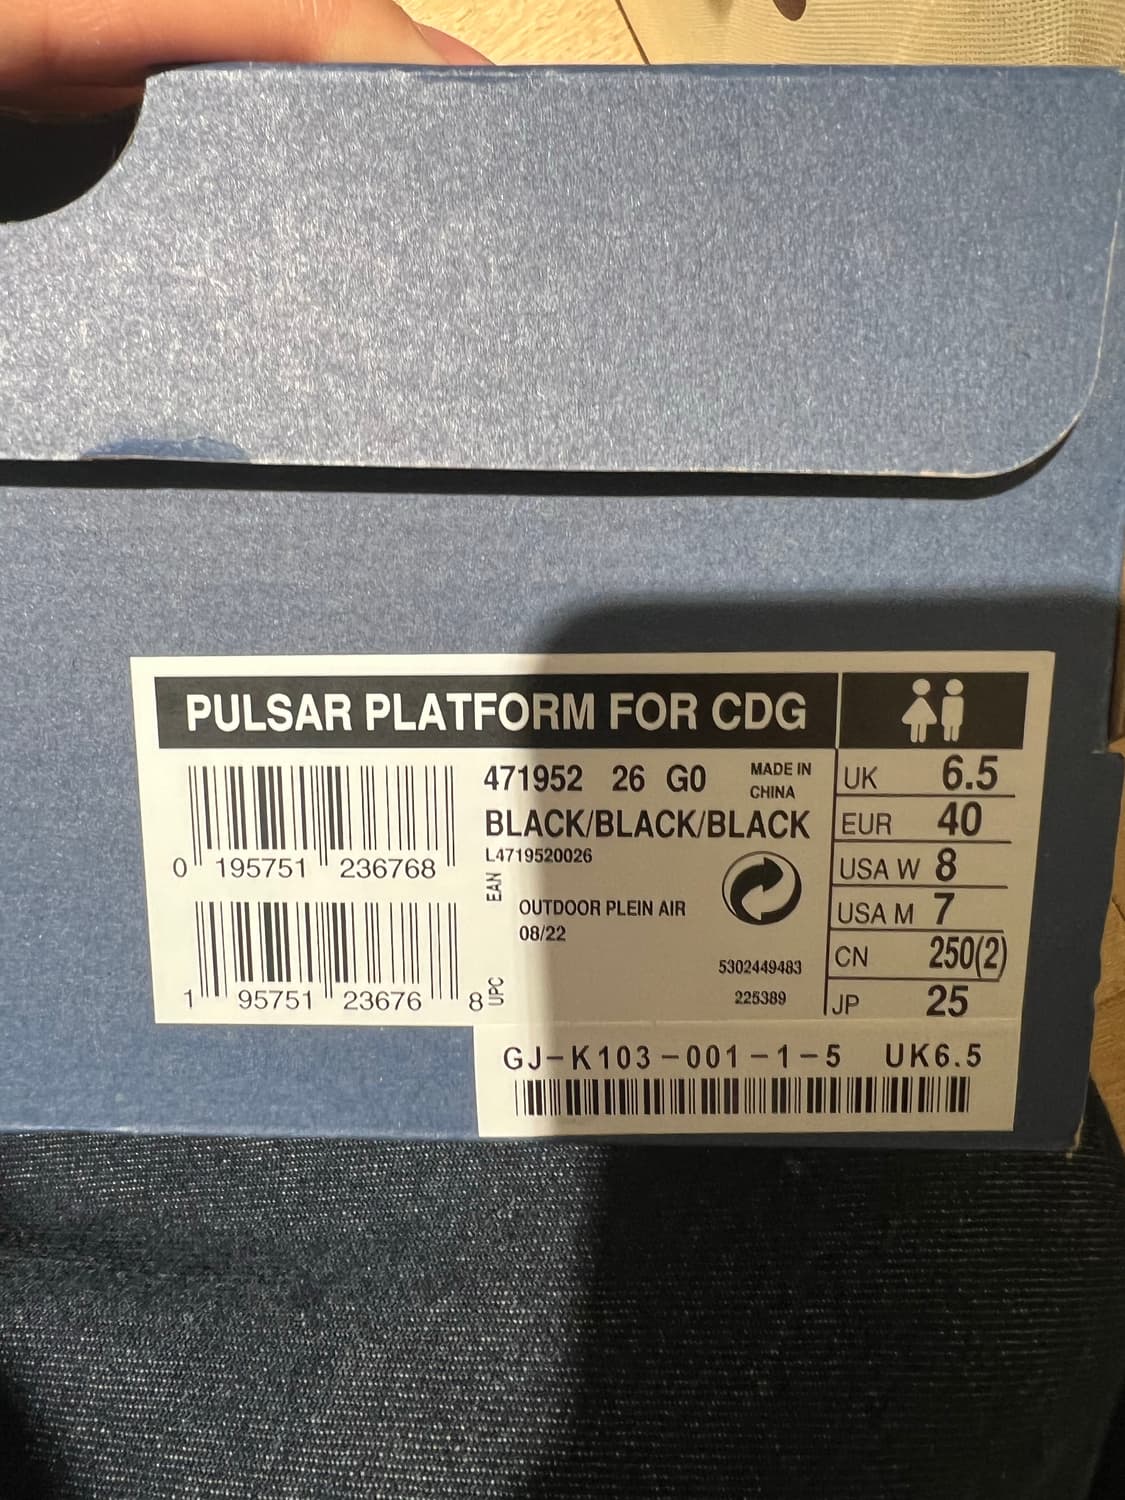 PULSAR PLATFORM FOR CDG
0 195751 236768
EAN
1 95751 23676 8
UPC
471952 26 G0
MADE IN
CHINA
BLACK/BLACK/BLACK
L4719520026
OUTDOOR PLEIN AIR
08/22
5302449483
225389
UK 6.5
EUR 40
USA W 8
USA M 7
CN 250(2)
JP 25
GJ-K103-001-1-5 UK6.5